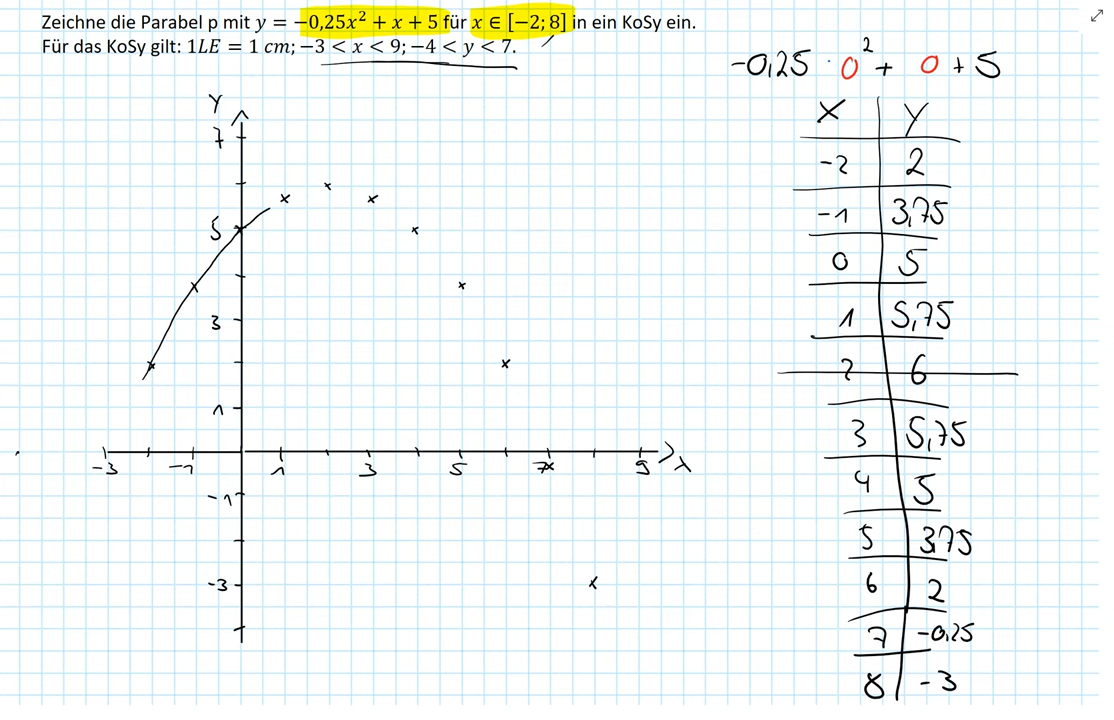 Zeichne die Parabel p mit y = −0,25x² + x + 5 für x ∈ [−2; 8] in ein KoSy ein.
Für das KoSy gilt: 1LE = 1 cm; −3 < x < 9; −4 < y < 7.
-0,25 · 0² + 0 + 5
x | y
-2 | 2
-1 | 3,75
0 | 5
1 | 5,75
2 | 6
3 | 5,75
4 | 5
5 | 3,75
6 | 2
7 | -0,25
8 | -3
y
7
5
3
1
-3 -1 1 3 5 7 9 x
-1
-3